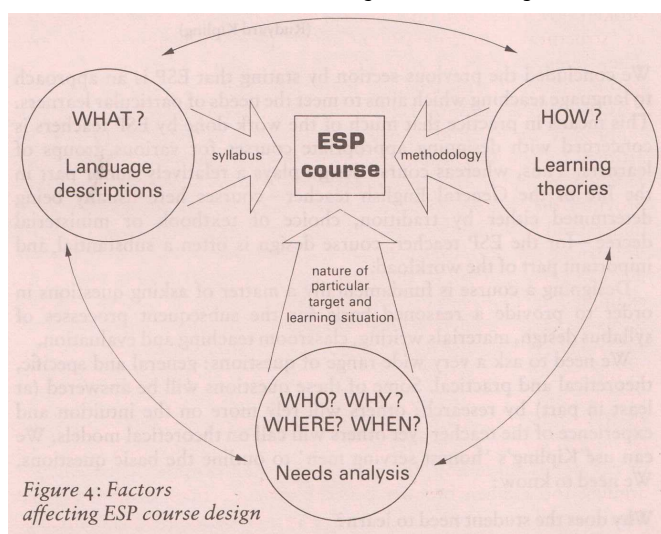 WHAT?
Language
descriptions
syllabus
ESP
course
methodology
HOW?
Learning
theories
nature of
particular
target and
learning situation
WHO? WHY?
WHERE? WHEN?
Needs analysis
Figure 4: Factors
affecting ESP course design